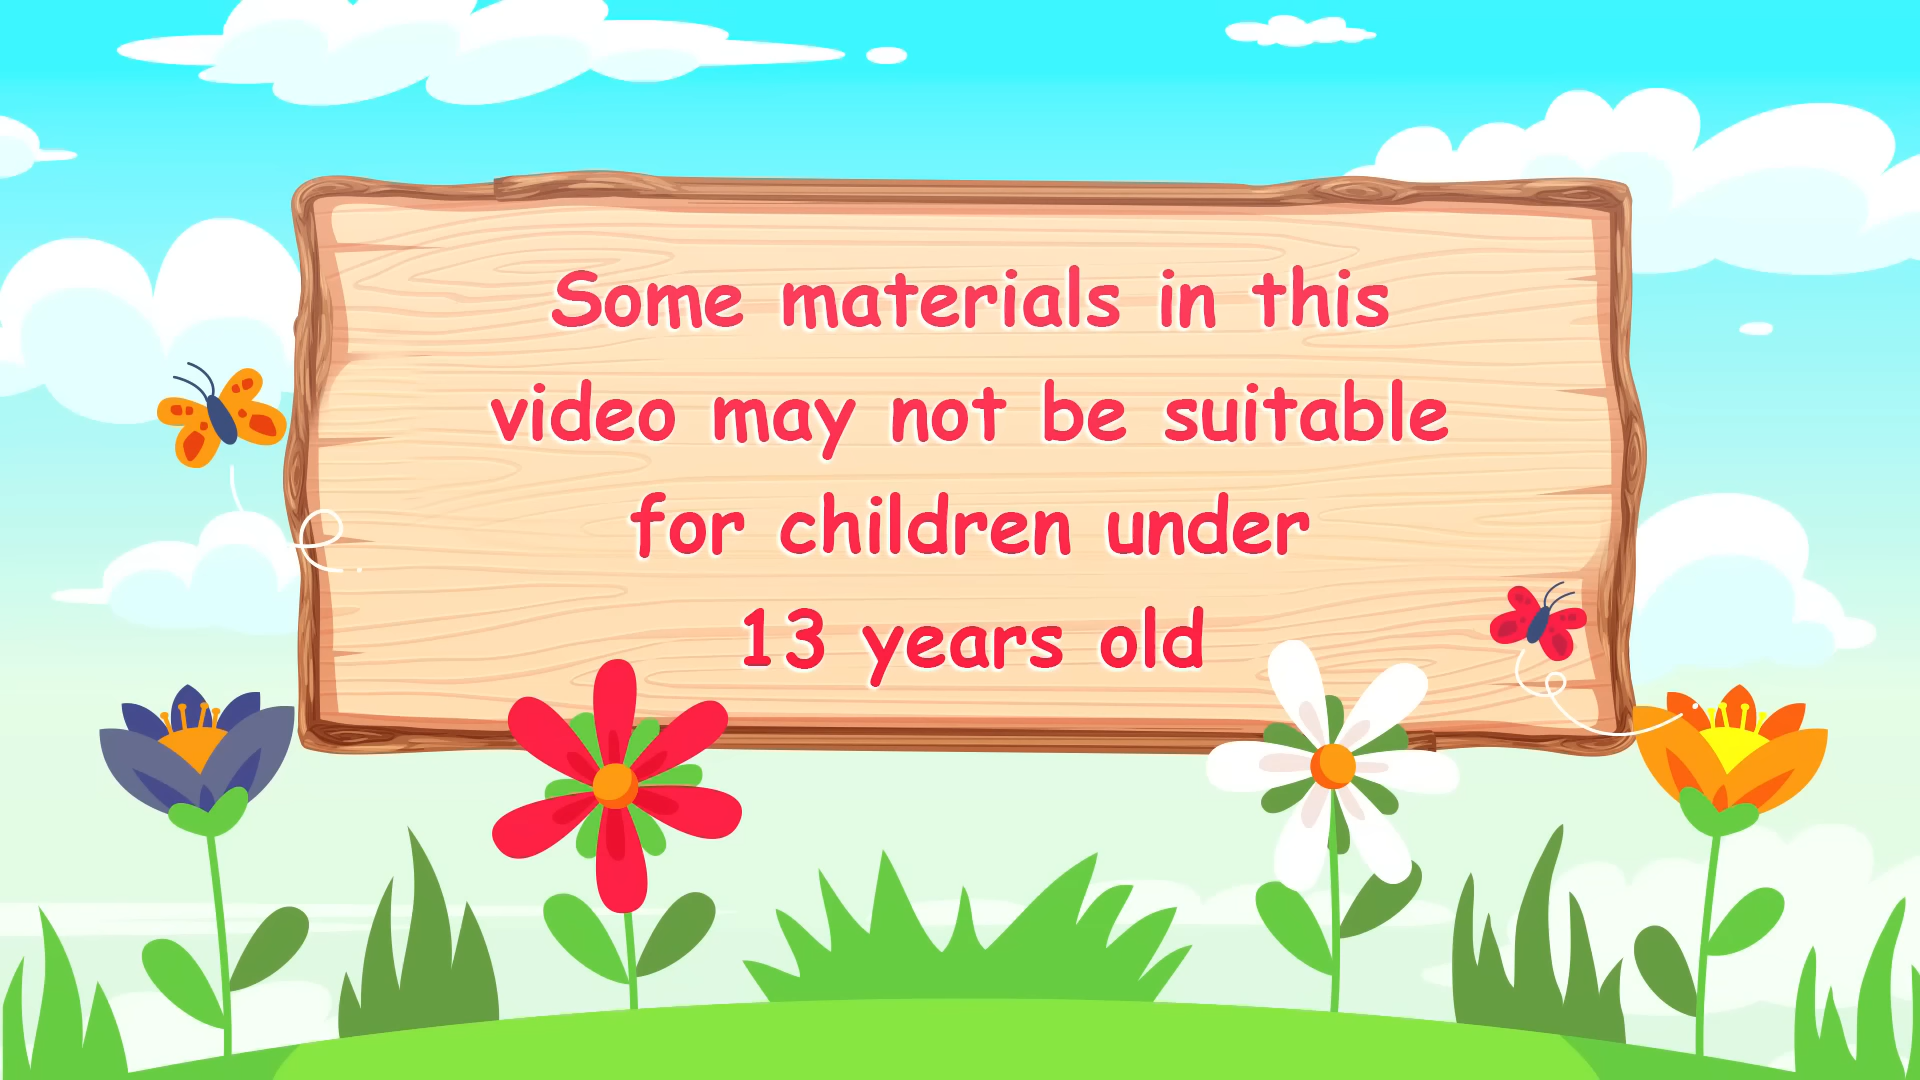 Some materials in this
video may not be suitable
for children under
13 years old